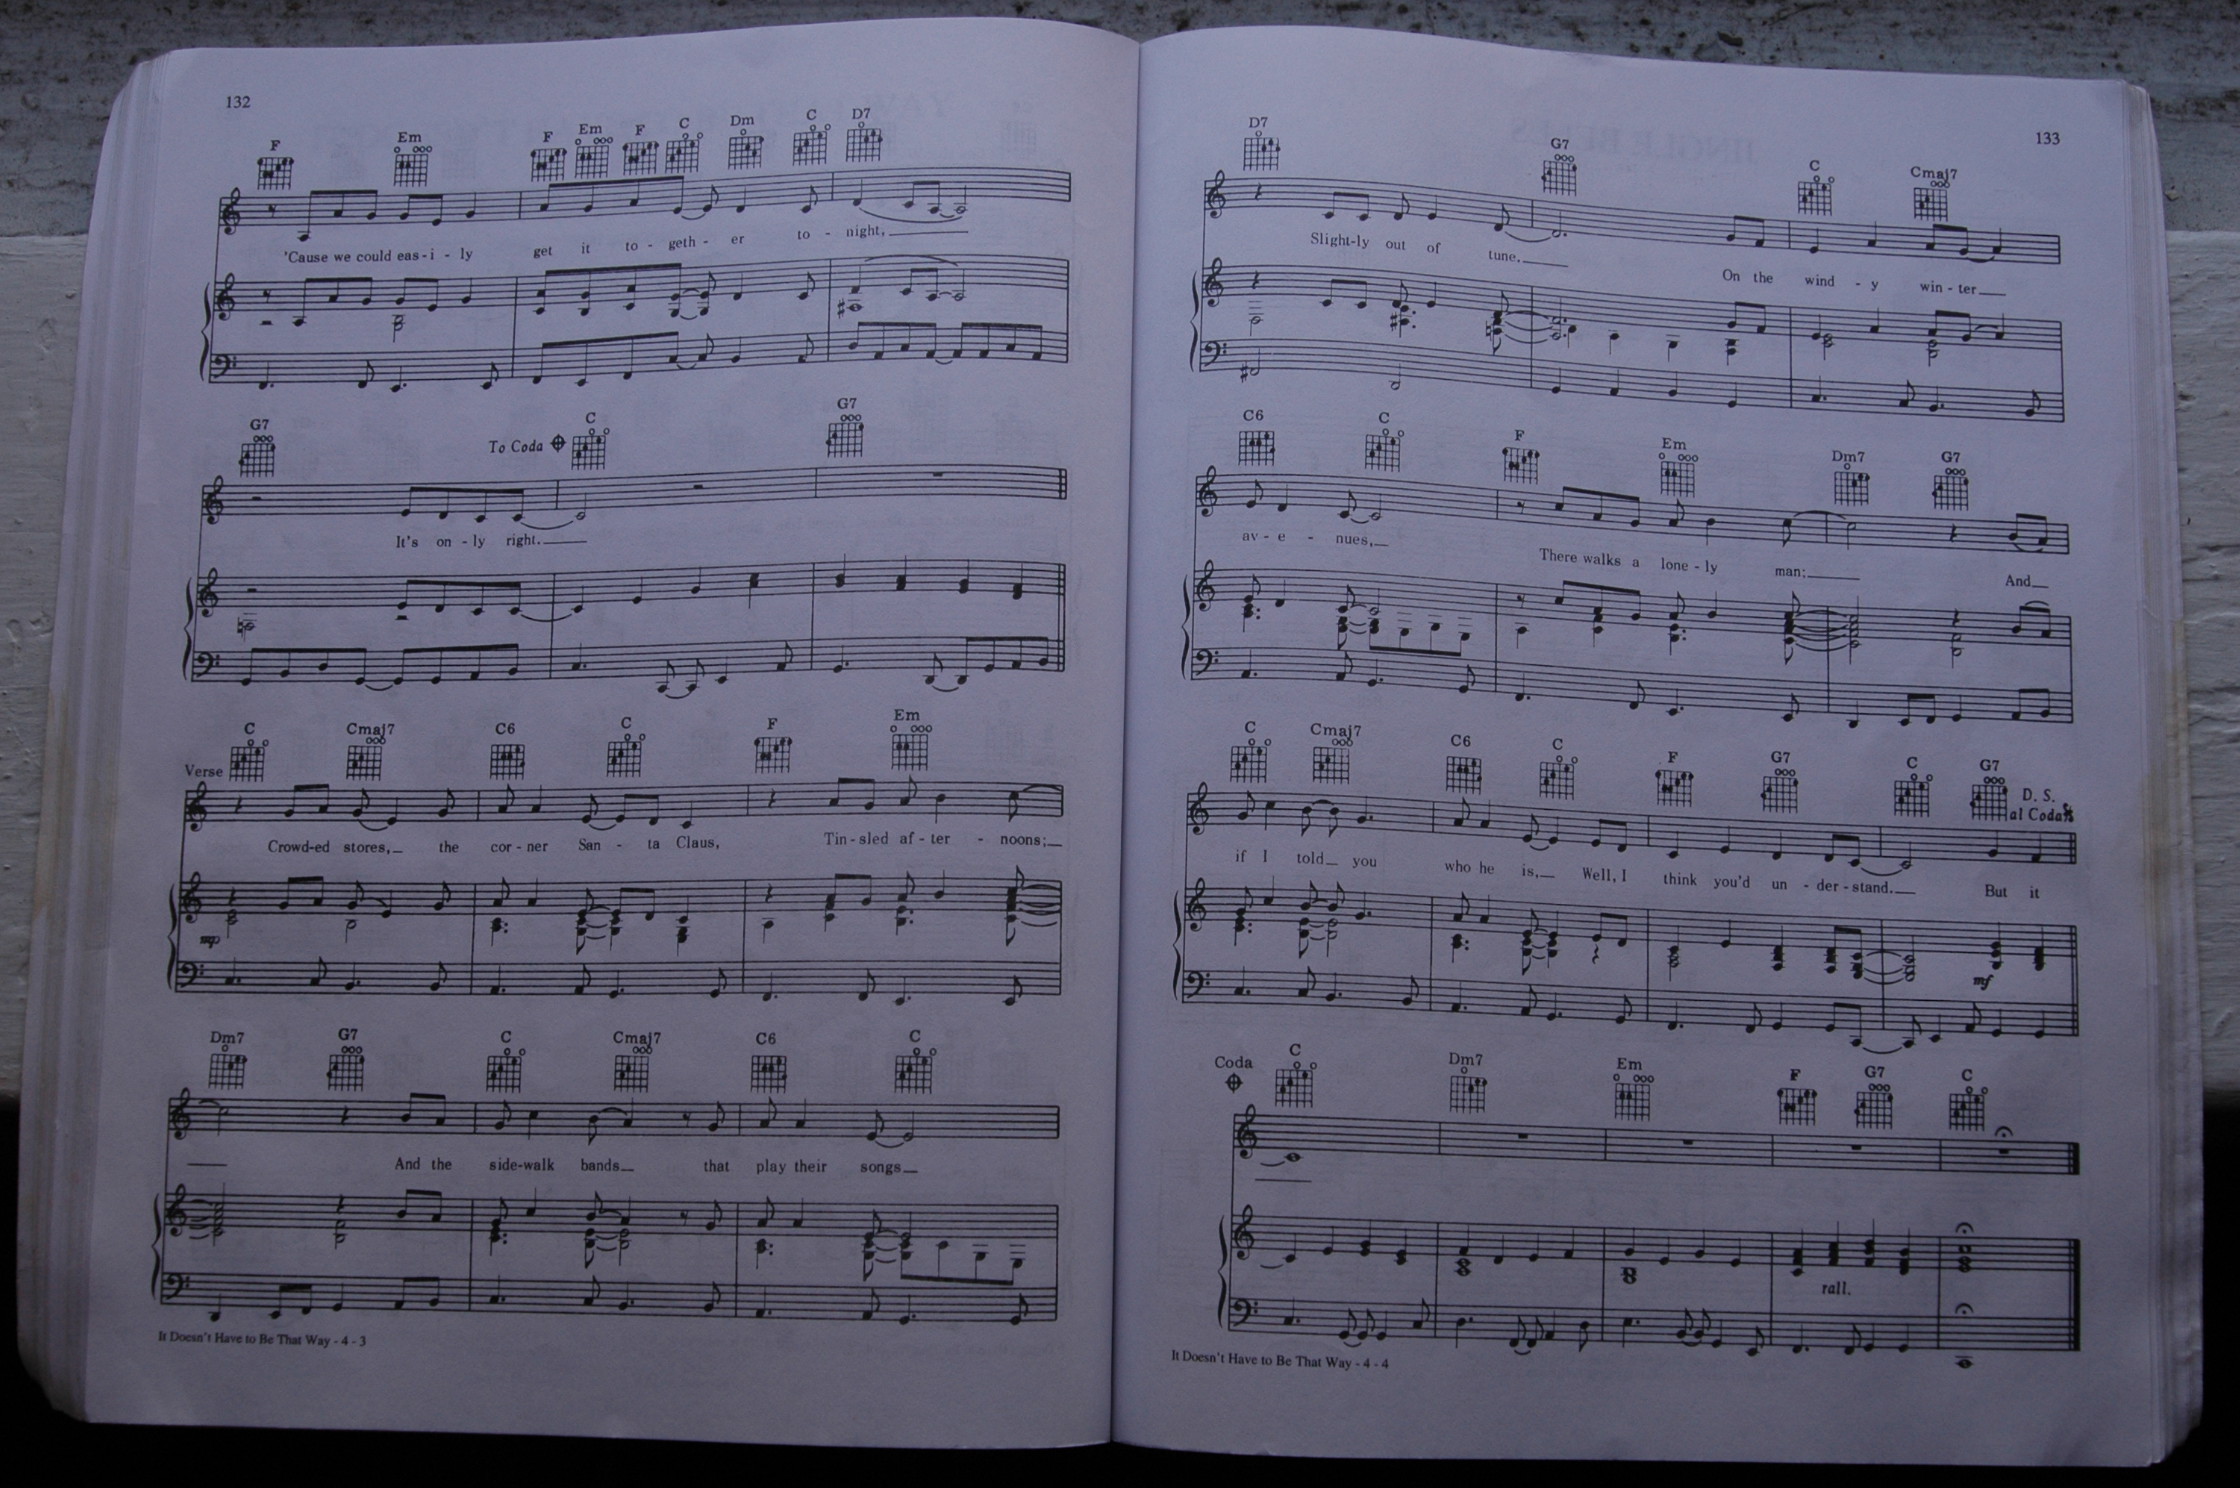 132
F Em F Em F C Dm C D7
'Cause we could eas - i - ly get it to - geth - er to - night,
G7 To Coda C G7
It's on - ly right.
C Cmaj7 C6 C F Em
Verse
Crowd-ed stores, the cor - ner San - ta Claus, Tin - sled af - ter - noons;
mp
Dm7 G7 C Cmaj7 C6 C
And the side-walk bands that play their songs
It Doesn't Have to Be That Way - 4 - 3
133
D7 G7 C Cmaj7
Slight-ly out of tune. On the wind - y win - ter
C6 C F Em Dm7 G7
av - e - nues, There walks a lone - ly man; And
C Cmaj7 C6 C F G7 C G7 D. S. al Coda
if I told you who he is, Well, I think you'd un - der - stand. But it
mf
Coda C Dm7 Em F G7 C
rall.
It Doesn't Have to Be That Way - 4 - 4